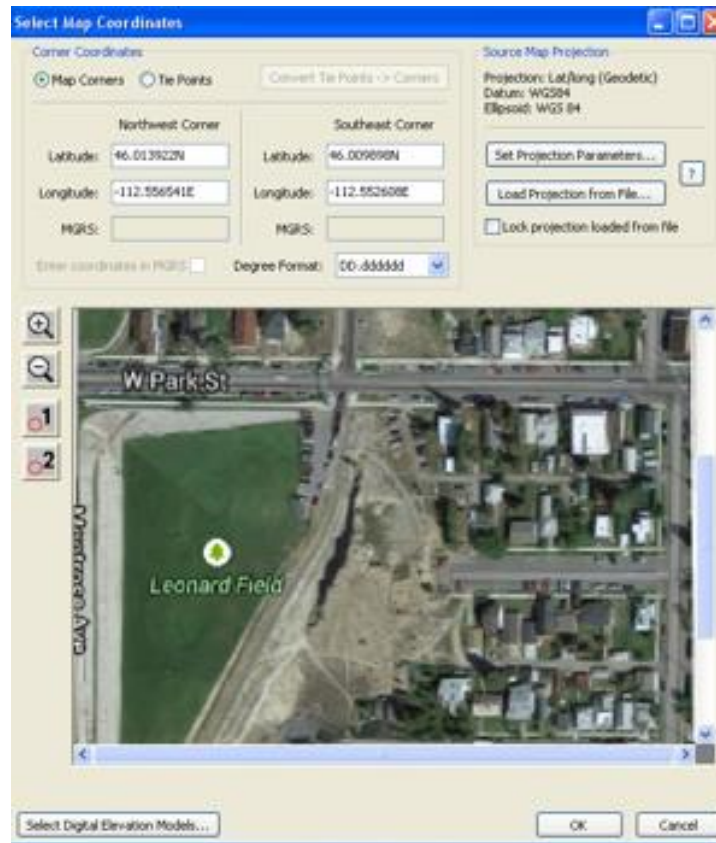 Select Map Coordinates
Corner Coordinates
Map Corners Tie Points Convert Tie Points -> Corners
Northwest Corner
Latitude: 46.013922N
Longitude: -112.556541E
MGRS:
Southeast Corner
Latitude: 46.009898N
Longitude: -112.552608E
MGRS:
Enter coordinates in MGRS
Degree Format: DD.dddddd
Source Map Projection
Projection: Lat/long (Geodetic)
Datum: WGS84
Ellipsoid: WGS 84
Set Projection Parameters...
?
Load Projection from File...
Lock projection loaded from file
1
2
W Park St
Leonard Field
Select Digital Elevation Models...
OK
Cancel